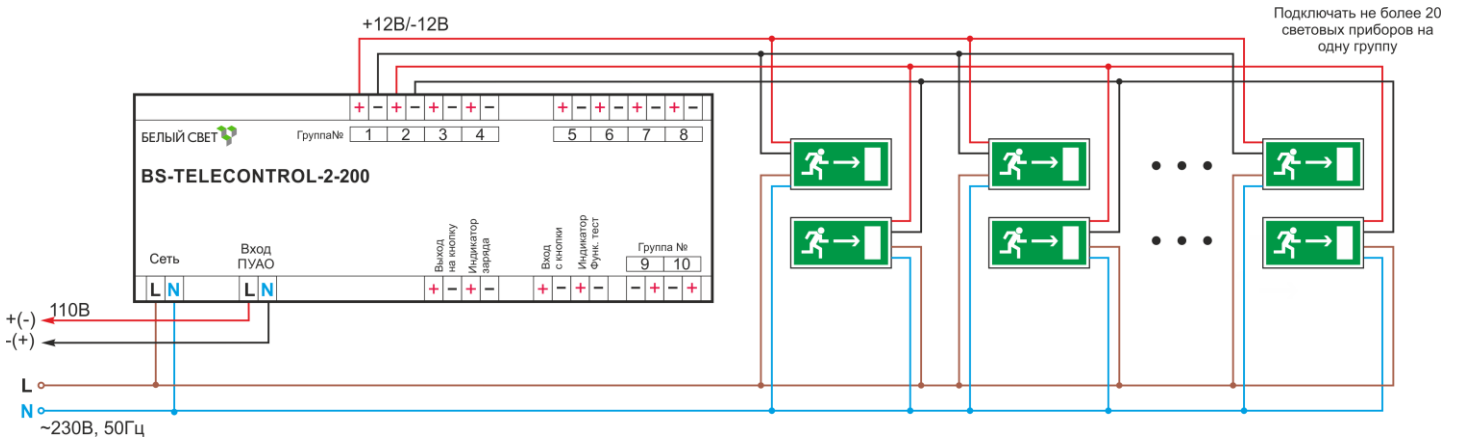 +12В/-12В
Подключать не более 20
световых приборов на
одну группу
+ - + - + - + - + - + - + - + -
БЕЛЫЙ СВЕТ
Группа№ 1 2 3 4 5 6 7 8
BS-TELECONTROL-2-200
Сеть
Вход
ПУАО
Выход
на кнопку
Индикатор
заряда
Вход
с кнопки
Индикатор
Функ. тест
Группа №
9 10
L N L N + - + - + - + - - + - +
110В
+(-)
-(+)
L
N
~230В, 50Гц